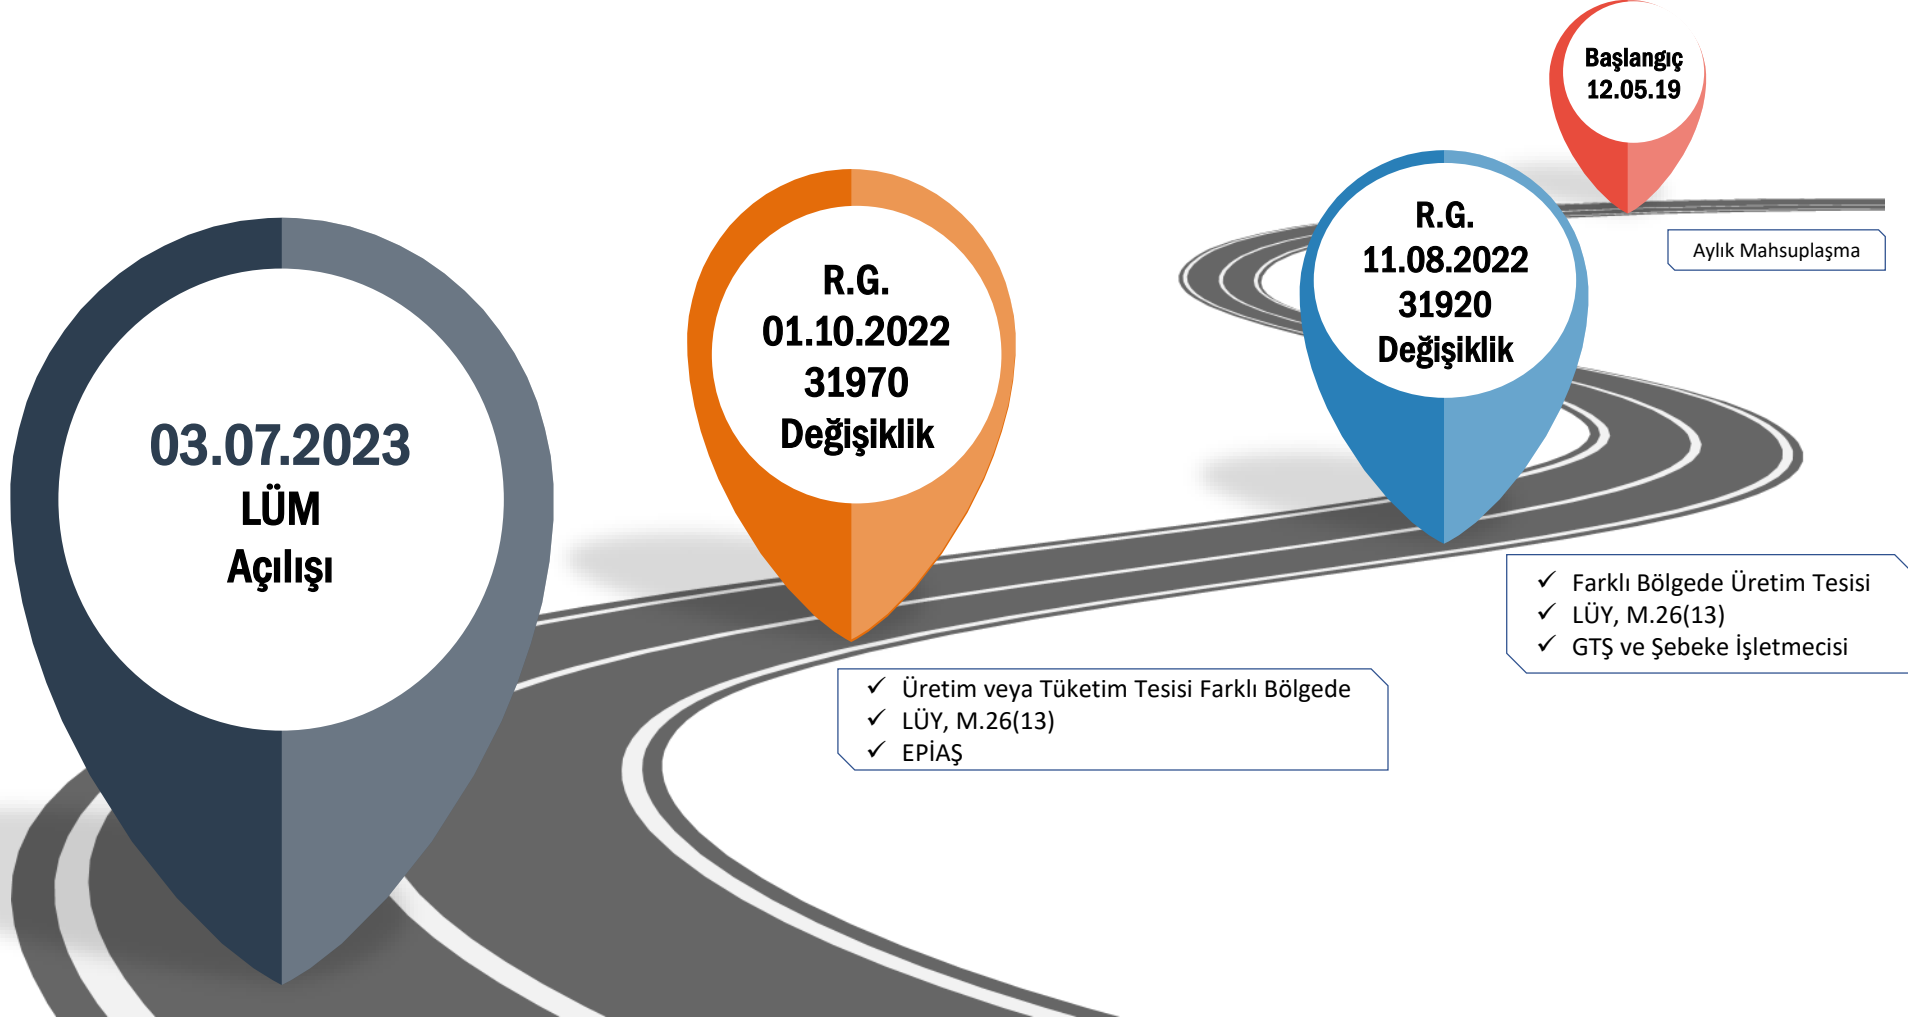 Başlangıç
12.05.19
Aylık Mahsuplaşma
R.G.
11.08.2022
31920
Değişiklik
✓ Farklı Bölgede Üretim Tesisi
✓ LÜY, M.26(13)
✓ GTŞ ve Şebeke İşletmecisi
R.G.
01.10.2022
31970
Değişiklik
✓ Üretim veya Tüketim Tesisi Farklı Bölgede
✓ LÜY, M.26(13)
✓ EPİAŞ
03.07.2023
LÜM
Açılışı